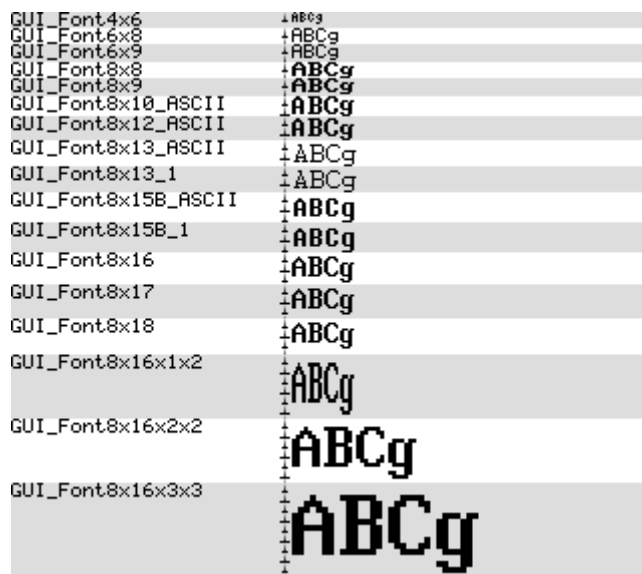 GUI_Font4x6 ABCg
GUI_Font6x8 ABCg
GUI_Font6x9 ABCg
GUI_Font8x8 ABCg
GUI_Font8x9 ABCg
GUI_Font8x10_ASCII ABCg
GUI_Font8x12_ASCII ABCg
GUI_Font8x13_ASCII ABCg
GUI_Font8x13_1 ABCg
GUI_Font8x15B_ASCII ABCg
GUI_Font8x15B_1 ABCg
GUI_Font8x16 ABCg
GUI_Font8x17 ABCg
GUI_Font8x18 ABCg
GUI_Font8x16x1x2 ABCg
GUI_Font8x16x2x2 ABCg
GUI_Font8x16x3x3 ABCg